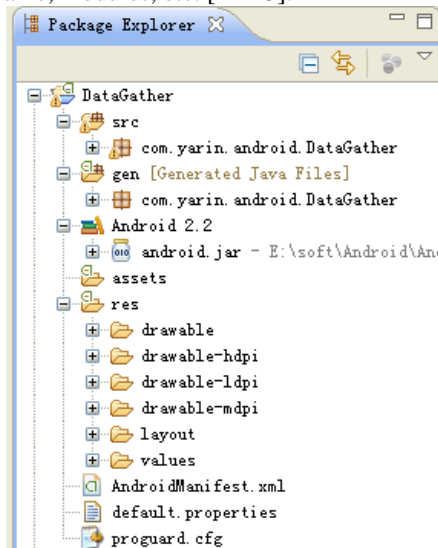 Package Explorer
DataGather
src
com.yarin.android.DataGather
gen [Generated Java Files]
com.yarin.android.DataGather
Android 2.2
android.jar - E:\soft\Android\An
assets
res
drawable
drawable-hdpi
drawable-ldpi
drawable-mdpi
layout
values
AndroidManifest.xml
default.properties
proguard.cfg